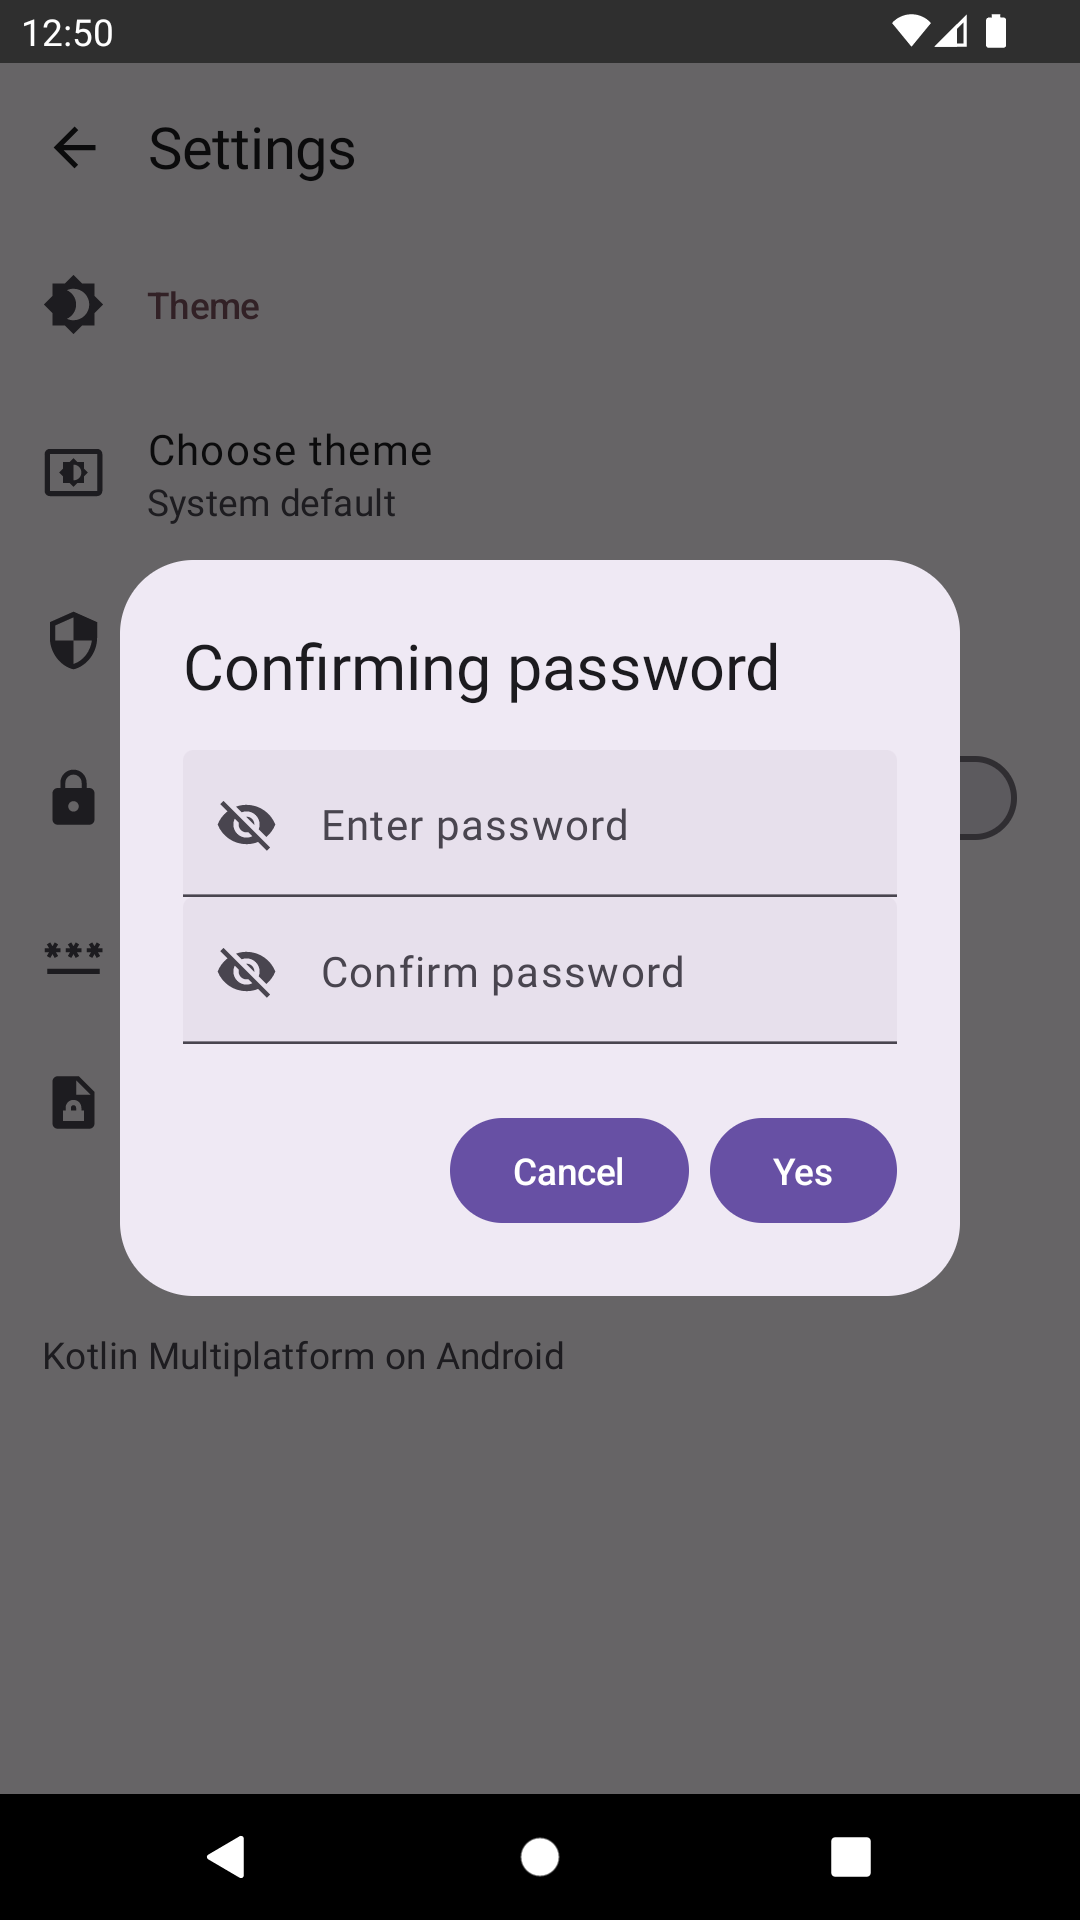 12:50
Settings
Theme
Choose theme
System default
Confirming password
Enter password
Confirm password
Cancel
Yes
Kotlin Multiplatform on Android